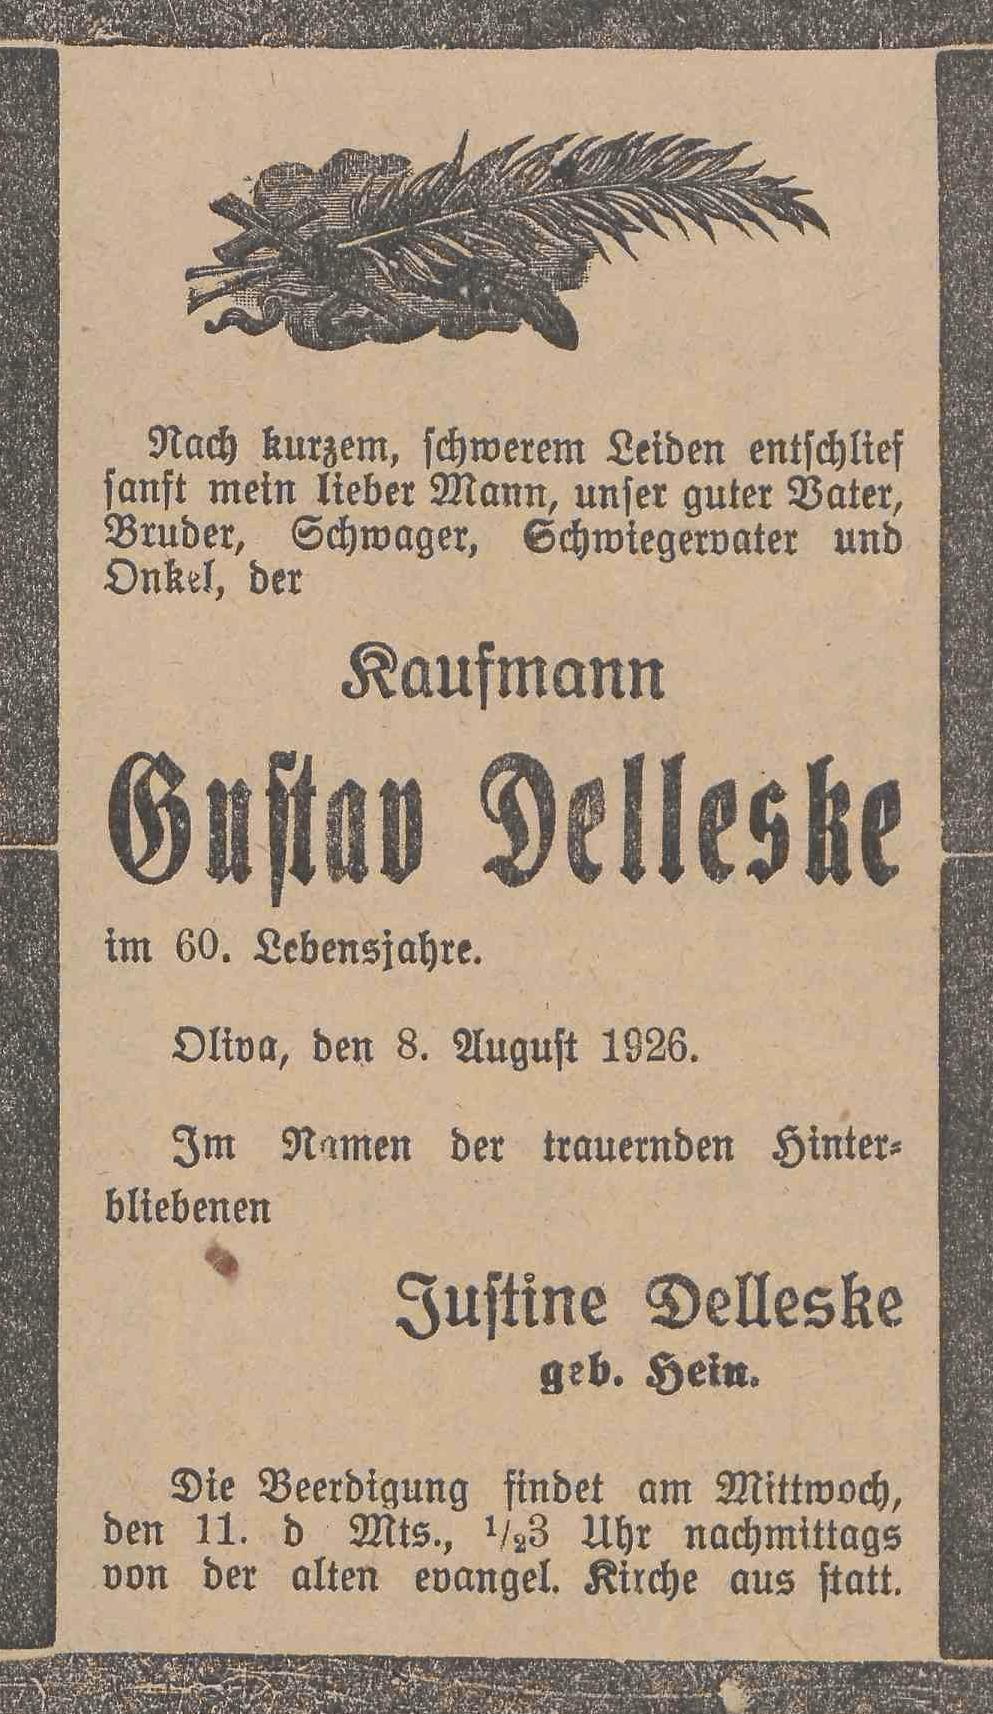 Nach kurzem, schwerem Leiden entschlief
sanft mein lieber Mann, unser guter Vater,
Bruder, Schwager, Schwiegervater und
Onkel, der
Kaufmann
Gustav Delleske
im 60. Lebensjahre.
Oliva, den 8. August 1926.
Im Namen der trauernden Hinter-
bliebenen
Justine Delleske
geb. Hein.
Die Beerdigung findet am Mittwoch,
den 11. d Mts., 1/23 Uhr nachmittags
von der alten evangel. Kirche aus statt.